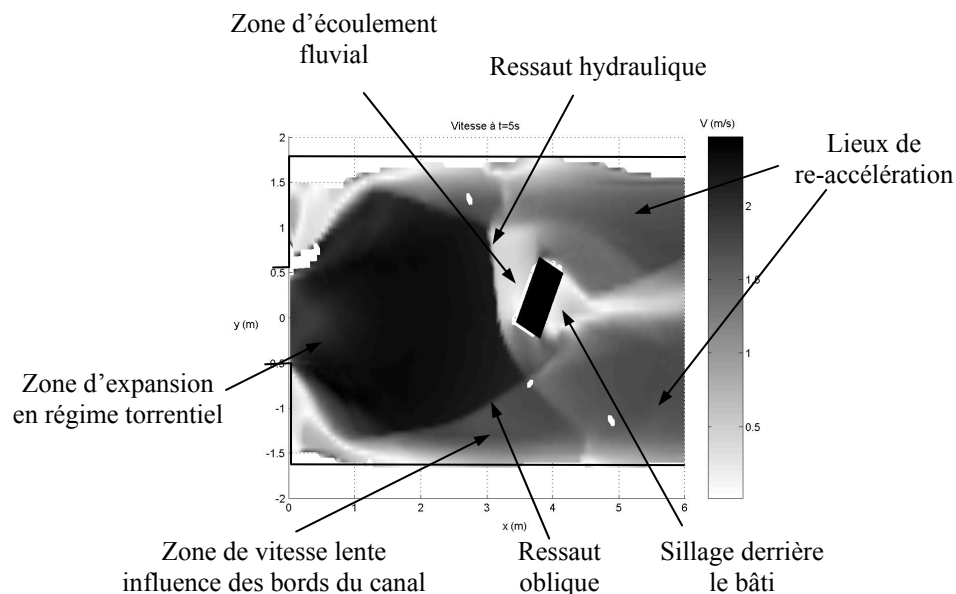 Zone d'écoulement
fluvial
Ressaut hydraulique
Vitesse à t=5s
V (m/s)
Lieux de
re-accélération
2
1.5
1
0.5
0
-0.5
-1
-1.5
-2
y (m)
0
1
2
3
4
5
6
x (m)
2
1.5
1
0.5
Zone d'expansion
en régime torrentiel
Zone de vitesse lente
influence des bords du canal
Ressaut
oblique
Sillage derrière
le bâti